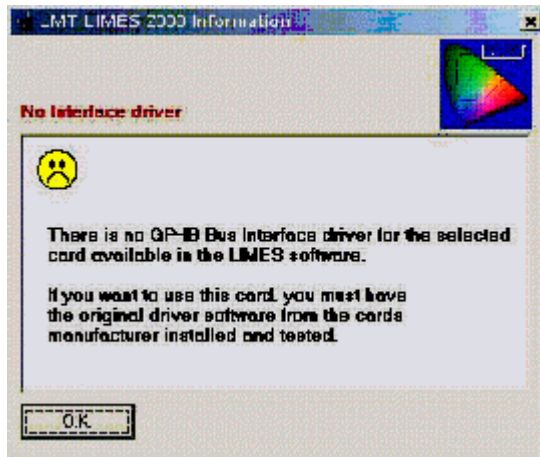 LMT LIMES 2000 Information
No Interface driver
There is no GP-IB Bus Interface driver for the selected
card available in the LIMES software.
If you want to use this card, you must have
the original driver software from the cards
manufacturer installed and tested.
O.K.